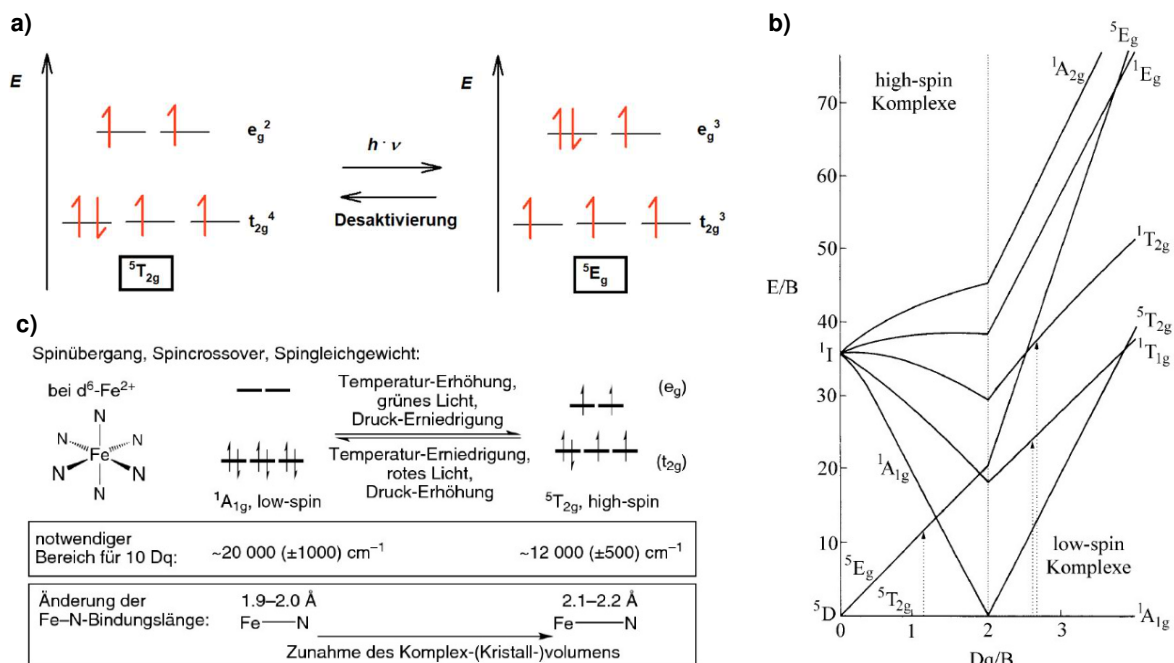 a)
E
e_g^2
t_2g^4
^5T_2g
h · ν
Desaktivierung
E
e_g^3
t_2g^3
^5E_g
b)
high-spin
Komplexe
low-spin
Komplexe
E/B
70
60
50
40
30
20
10
0
0 1 2 3
Dq/B
^1I
^5D
^1A_2g
^5E_g
^1E_g
^1T_2g
^5T_2g
^1T_1g
^1A_1g
^1A_1g
^5E_g
^5T_2g
c)
Spinübergang, Spincrossover, Spingleichgewicht:
bei d^6-Fe^2+
N
N N
Fe
N N
N
Temperatur-Erhöhung,
grünes Licht,
Druck-Erniedrigung
Temperatur-Erniedrigung,
rotes Licht,
Druck-Erhöhung
(e_g)
(t_2g)
^1A_1g, low-spin
^5T_2g, high-spin
notwendiger
Bereich für 10 Dq: ~20 000 (±1000) cm^−1 ~12 000 (±500) cm^−1
Änderung der
Fe–N-Bindungslänge:
1.9–2.0 Å 2.1–2.2 Å
Fe N Fe N
Zunahme des Komplex-(Kristall-)volumens